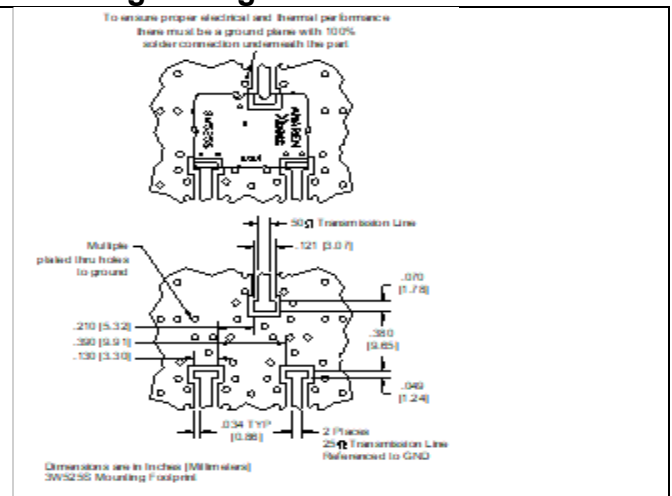 To ensure proper electrical and thermal performance
there must be a ground plane with 100%
solder connection underneath the part
3W525S
50Ω Transmission Line
.121 [3.07]
Multiple
plated thru holes
to ground
.070
[1.78]
.210 [5.32]
.390 [9.91]
.130 [3.30]
.380
[9.65]
.049
[1.24]
.034 TYP
[0.86]
2 Places
25Ω Transmission Line
Referenced to GND
Dimensions are in Inches [Millimeters]
3W525S Mounting Footprint